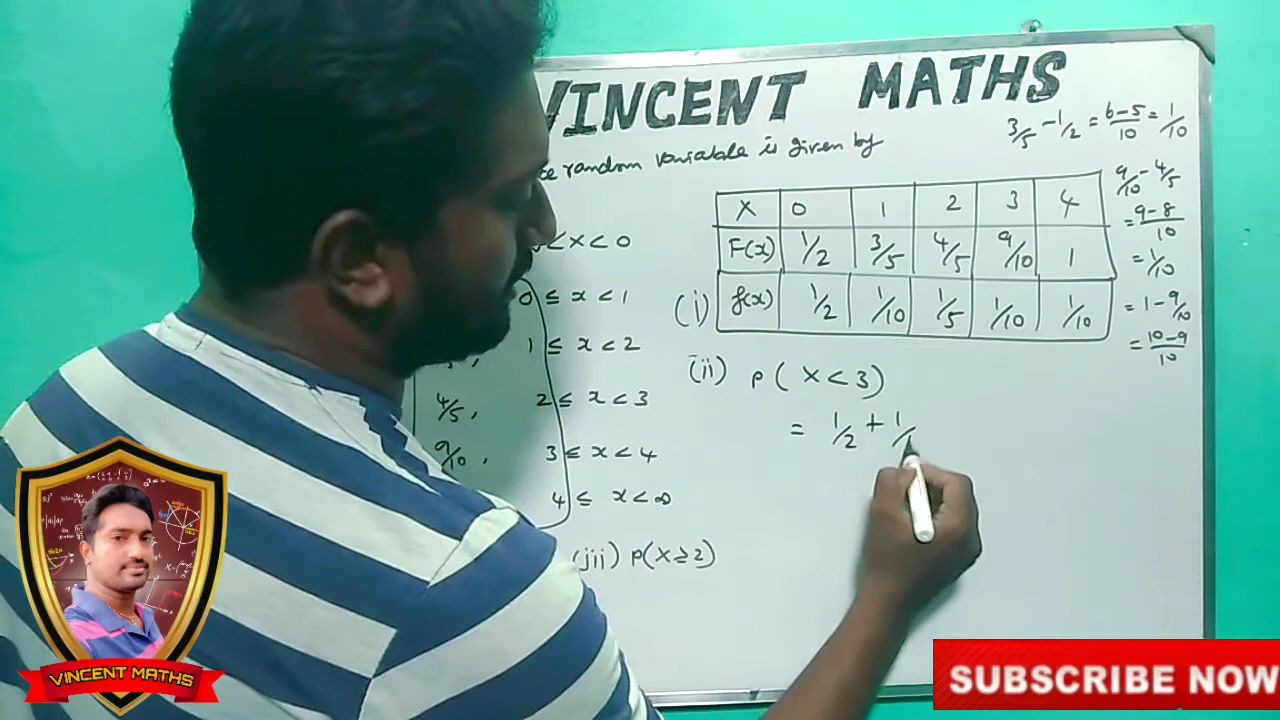 VINCENT MATHS
random variable is given by
3/5 - 1/2 = 6-5/10 = 1/10
9/10 - 4/5
= 9-8/10
= 1/10
= 1 - 9/10
= 10-9/10
X 0 1 2 3 4
F(x) 1/2 3/5 4/5 9/10 1
(i) f(x) 1/2 1/10 1/5 1/10 1/10
< x < 0
0 ≤ x < 1
1 ≤ x < 2
4/5, 2 ≤ x < 3
9/10, 3 ≤ x < 4
4 ≤ x < ∞
(ii) P(X < 3)
= 1/2 + 1/
(iii) P(X ≥ 2)
VINCENT MATHS
SUBSCRIBE NOW